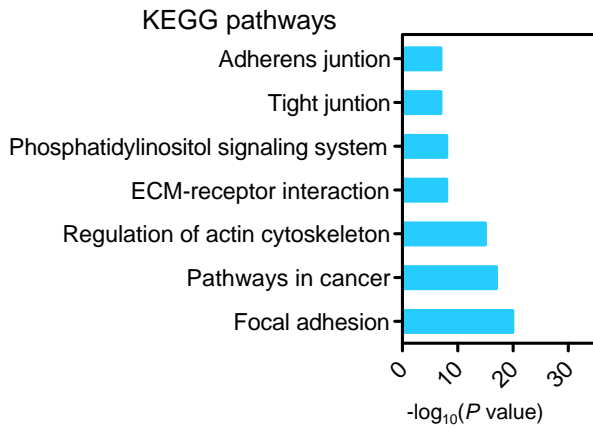 KEGG pathways
Adherens juntion
Tight juntion
Phosphatidylinositol signaling system
ECM-receptor interaction
Regulation of actin cytoskeleton
Pathways in cancer
Focal adhesion
0 10 20 30
-log10(P value)